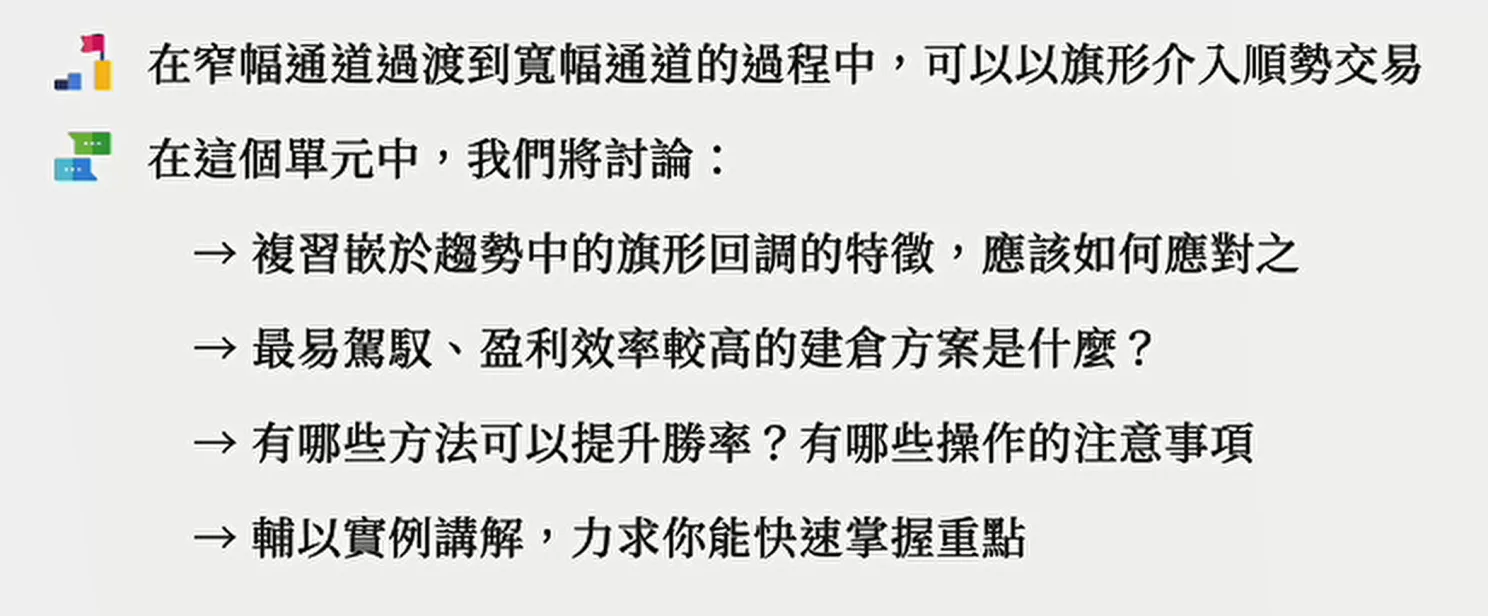 在窄幅通道過渡到寬幅通道的過程中，可以以旗形介入順勢交易
在這個單元中，我們將討論：
→ 複習嵌於趨勢中的旗形回調的特徵，應該如何應對之
→ 最易駕馭、盈利效率較高的建倉方案是什麼？
→ 有哪些方法可以提升勝率？有哪些操作的注意事項
→ 輔以實例講解，力求你能快速掌握重點